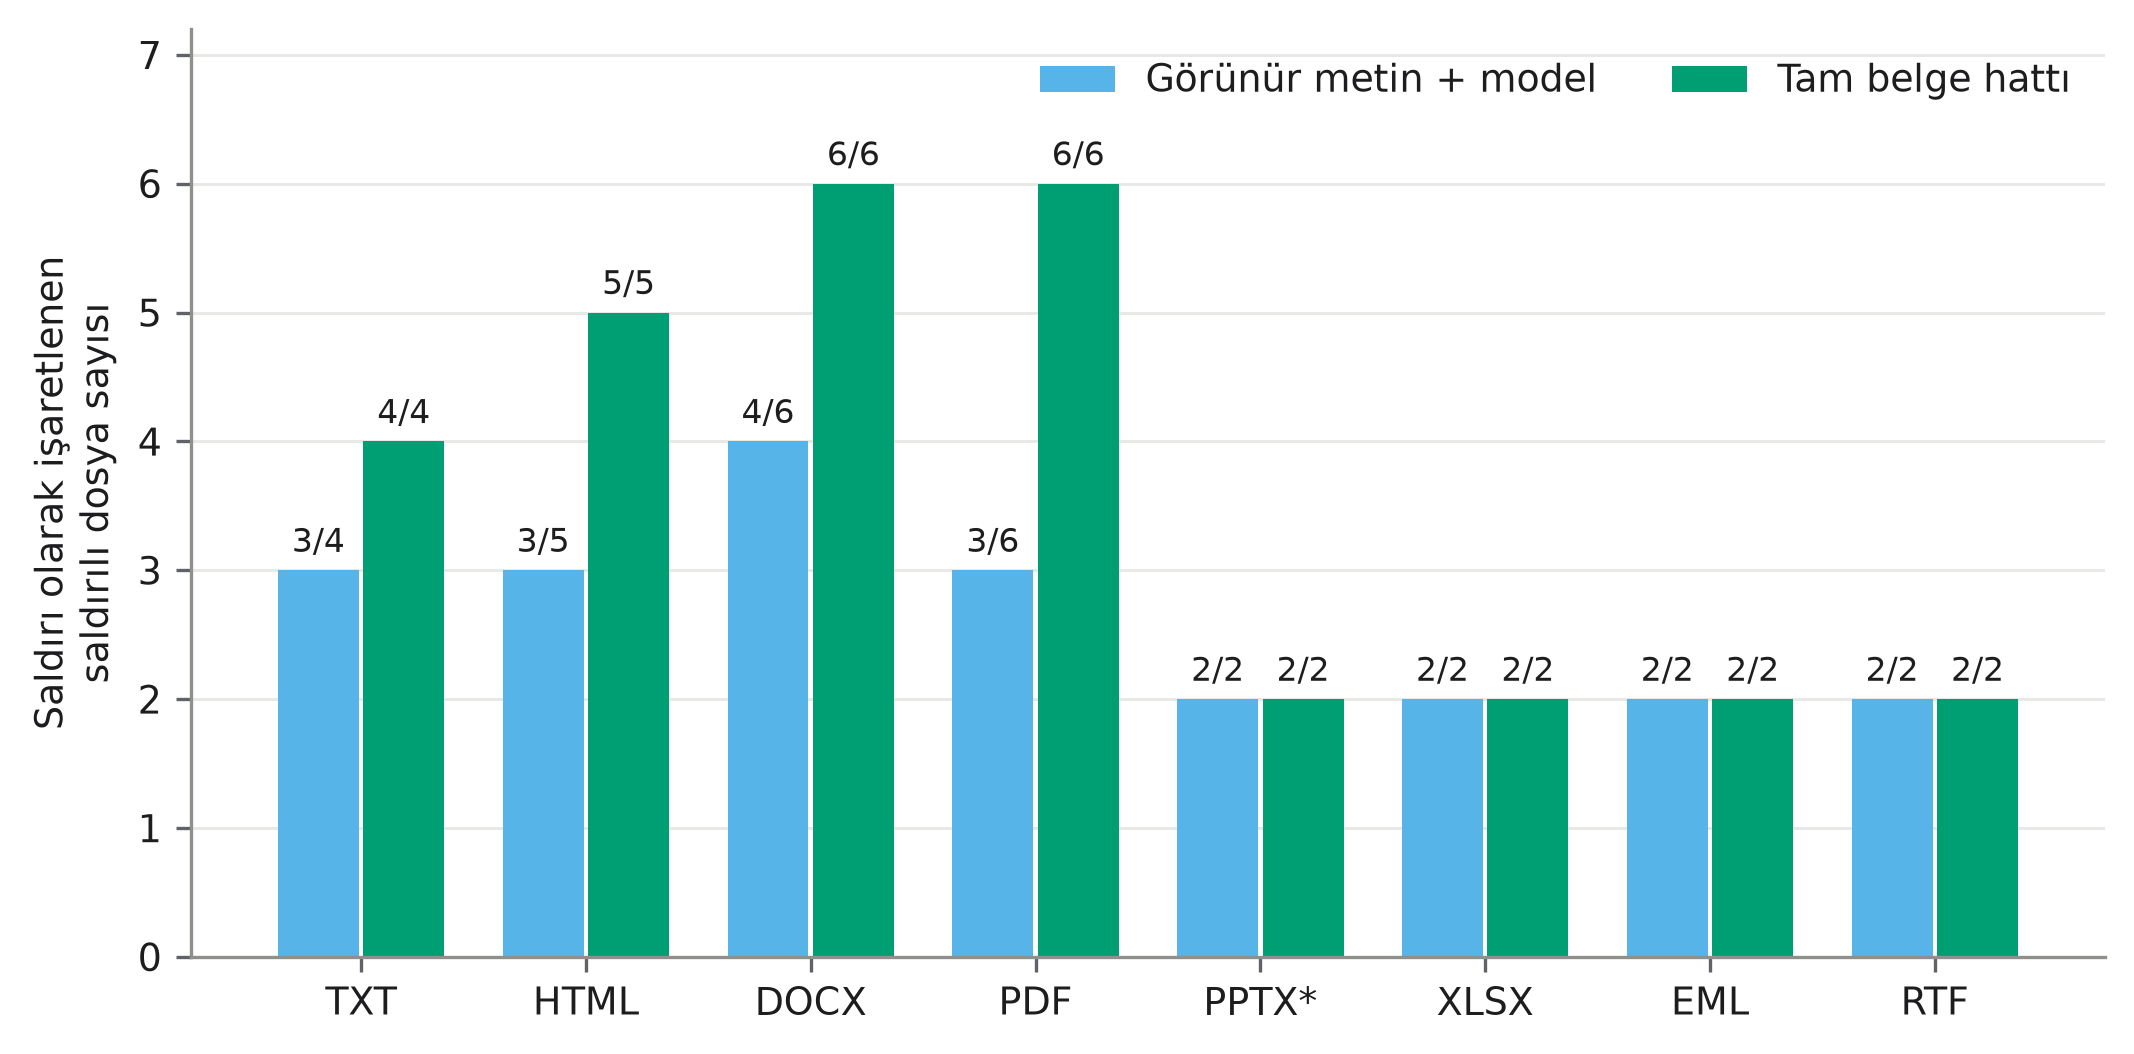 Saldırı olarak işaretlenen
saldırılı dosya sayısı
7
6
5
4
3
2
1
0
Görünür metin + model
Tam belge hattı
3/4
4/4
3/5
5/5
4/6
6/6
3/6
6/6
2/2
2/2
2/2
2/2
2/2
2/2
2/2
2/2
TXT
HTML
DOCX
PDF
PPTX*
XLSX
EML
RTF